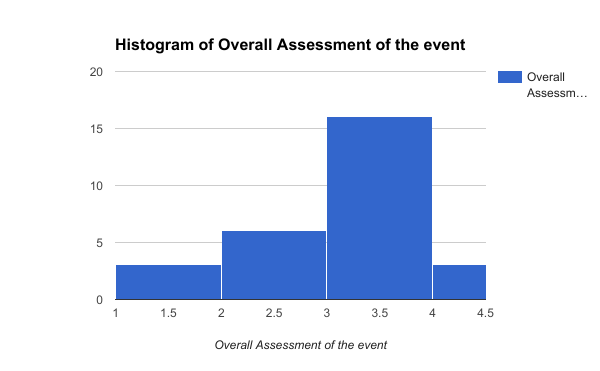 Histogram of Overall Assessment of the event
20
Overall
Assessm…
15
10
5
0
1 1.5 2 2.5 3 3.5 4 4.5
Overall Assessment of the event